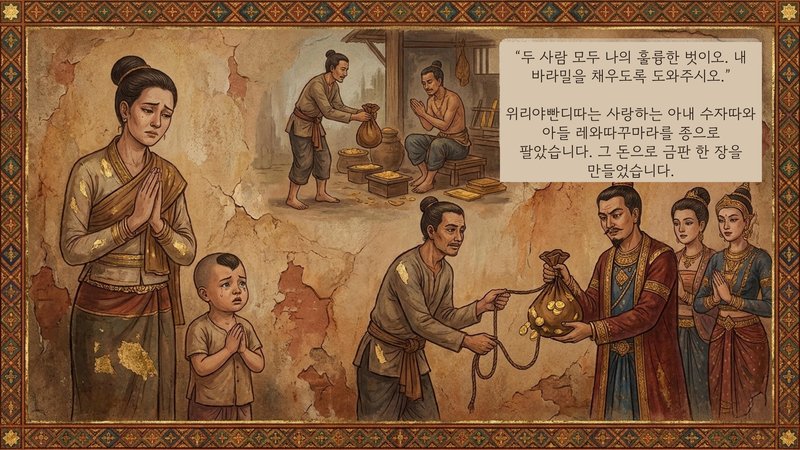 “두 사람 모두 나의 훌륭한 벗이오. 내
바라밀을 채우도록 도와주시오.”
위리야빤디따는 사랑하는 아내 수자따와
아들 레와따꾸마라를 종으로
팔았습니다. 그 돈으로 금판 한 장을
만들었습니다.